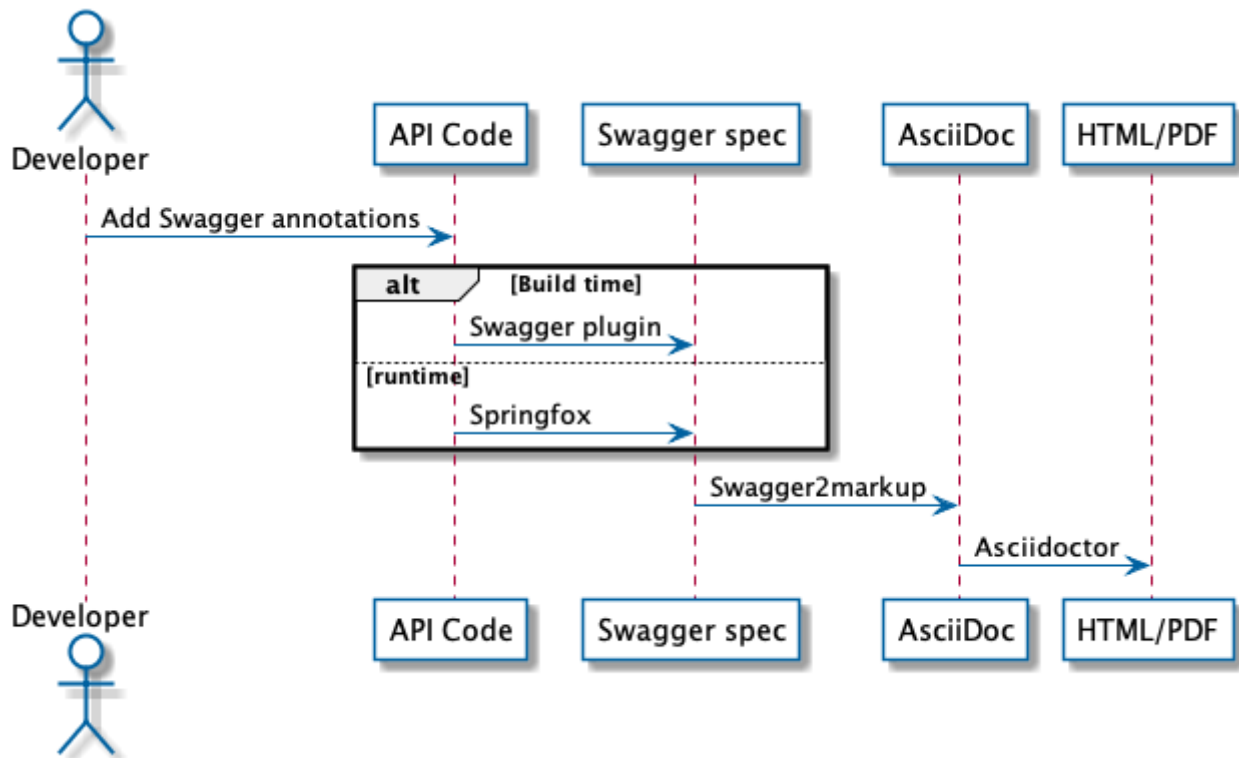 Developer
API Code
Swagger spec
AsciiDoc
HTML/PDF
Add Swagger annotations
alt
[Build time]
Swagger plugin
[runtime]
Springfox
Swagger2markup
Asciidoctor
Developer
API Code
Swagger spec
AsciiDoc
HTML/PDF